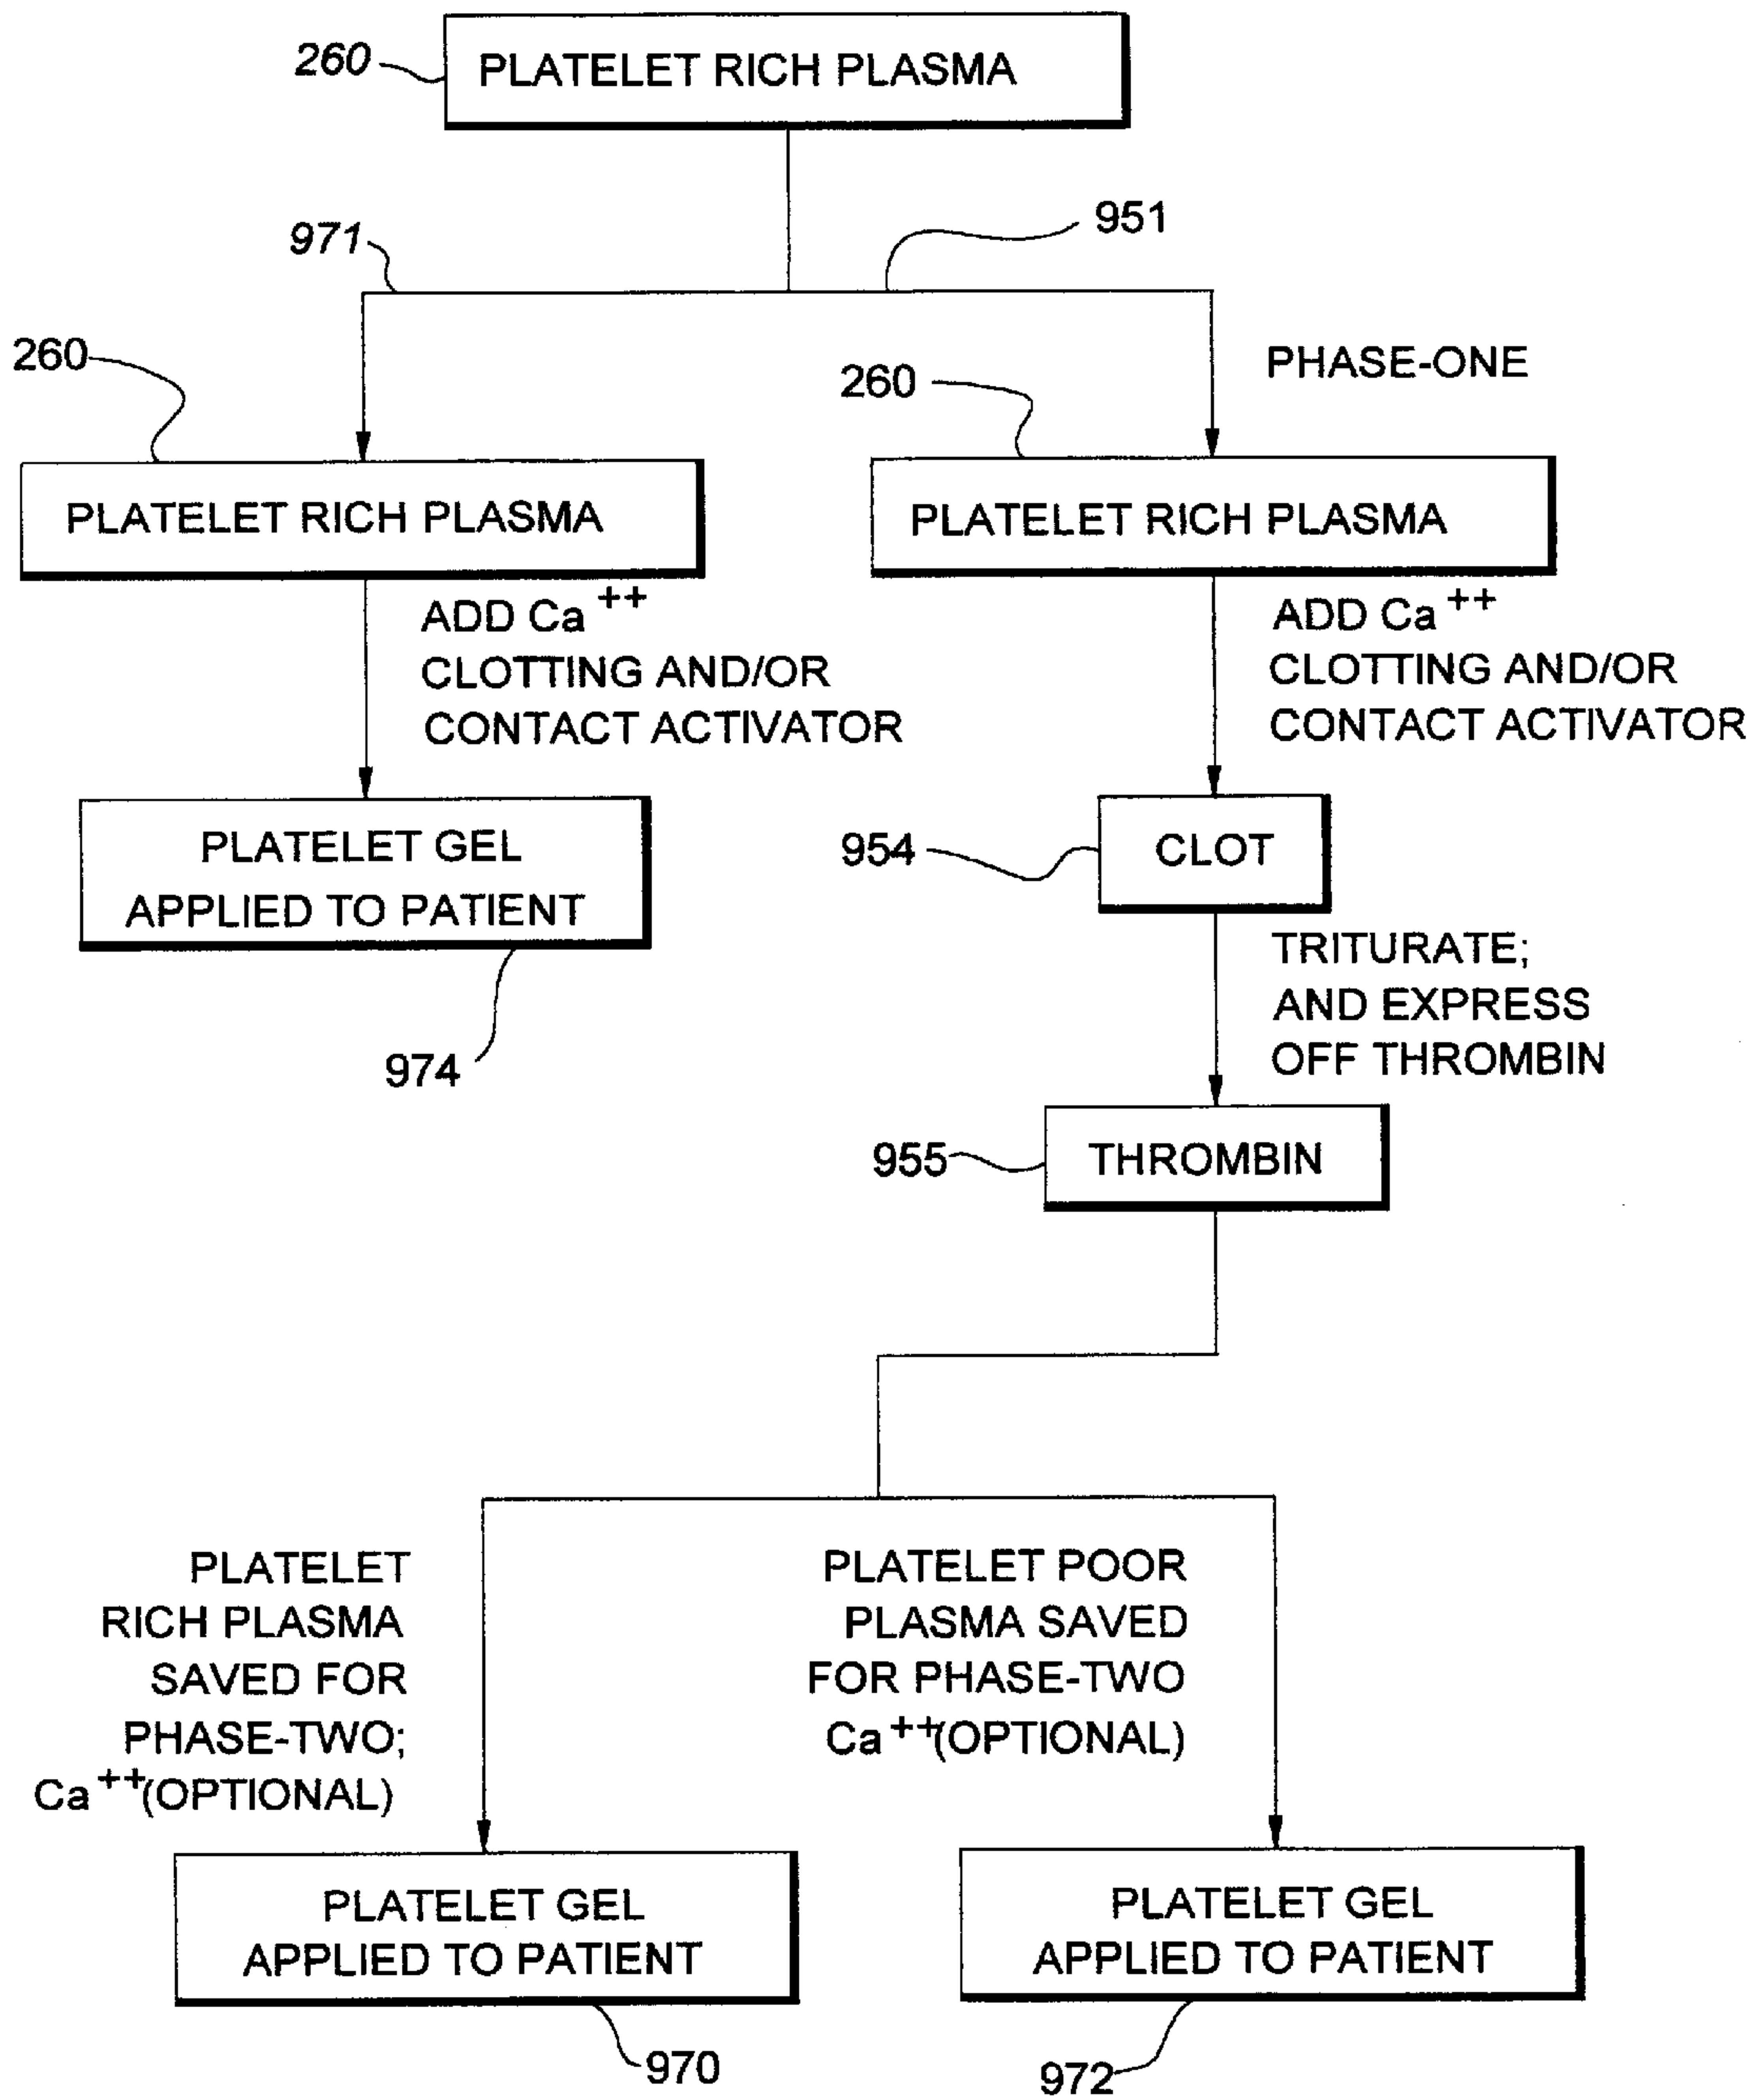 260
PLATELET RICH PLASMA
971
951
260
260
PHASE-ONE
PLATELET RICH PLASMA
PLATELET RICH PLASMA
ADD Ca++
CLOTTING AND/OR
CONTACT ACTIVATOR
ADD Ca++
CLOTTING AND/OR
CONTACT ACTIVATOR
PLATELET GEL
APPLIED TO PATIENT
974
954
CLOT
TRITURATE;
AND EXPRESS
OFF THROMBIN
955
THROMBIN
PLATELET
RICH PLASMA
SAVED FOR
PHASE-TWO;
Ca++(OPTIONAL)
PLATELET POOR
PLASMA SAVED
FOR PHASE-TWO
Ca++(OPTIONAL)
PLATELET GEL
APPLIED TO PATIENT
970
PLATELET GEL
APPLIED TO PATIENT
972